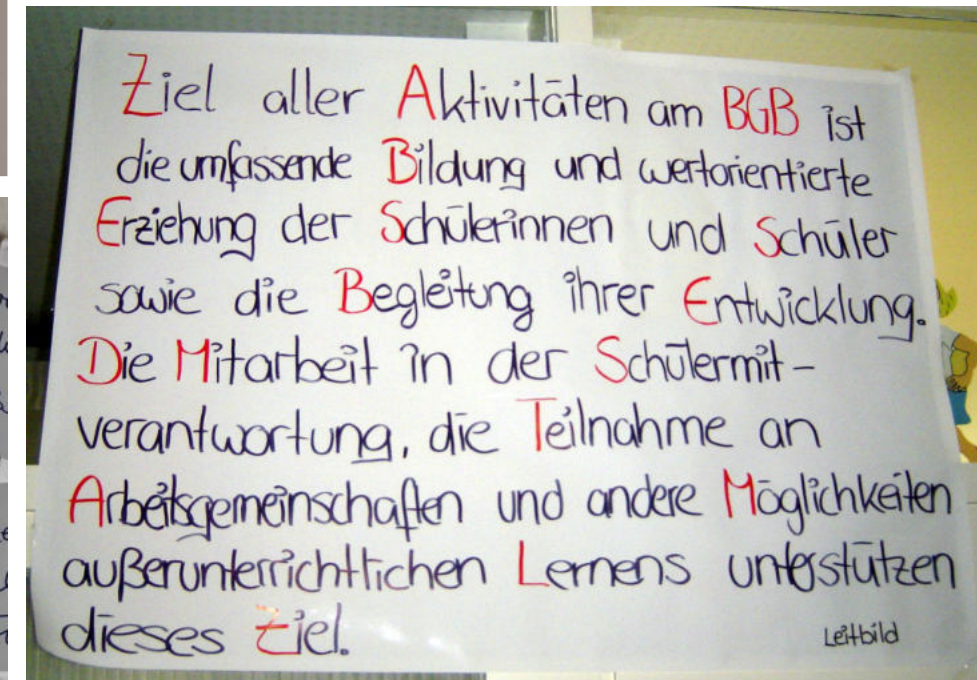 Ziel aller Aktivitäten am BGB ist
die umfassende Bildung und wertorientierte
Erziehung der Schülerinnen und Schüler
sowie die Begleitung ihrer Entwicklung.
Die Mitarbeit in der Schülermit-
verantwortung, die Teilnahme an
Arbeitsgemeinschaften und andere Möglichkeiten
außerunterrichtlichen Lernens unterstützen
dieses Ziel.
Leitbild